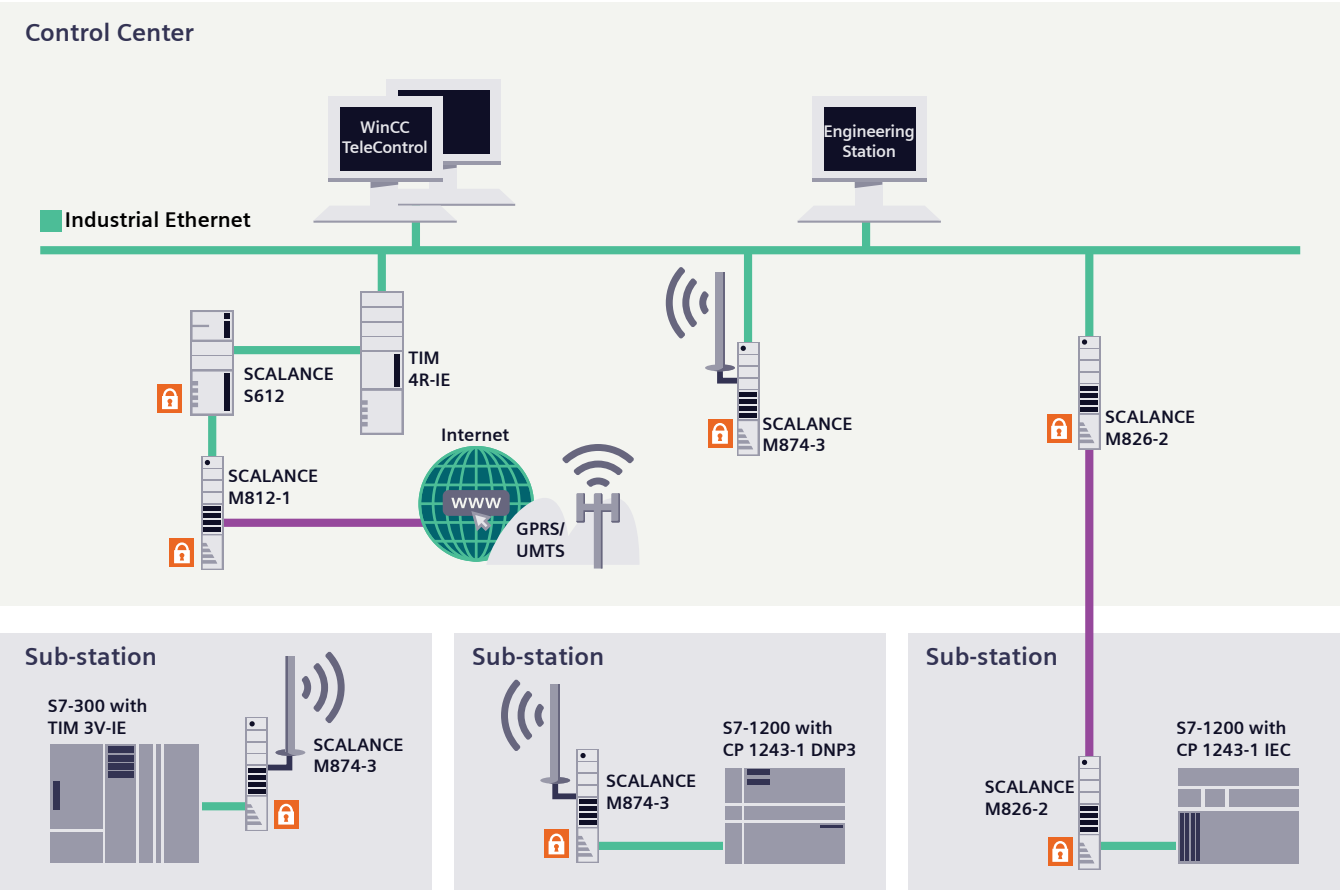 Control Center
WinCC
TeleControl
Engineering
Station
Industrial Ethernet
SCALANCE
S612
TIM
4R-IE
SCALANCE
M874-3
SCALANCE
M826-2
SCALANCE
M812-1
Internet
www
GPRS/
UMTS
Sub-station
S7-300 with
TIM 3V-IE
SCALANCE
M874-3
Sub-station
SCALANCE
M874-3
S7-1200 with
CP 1243-1 DNP3
Sub-station
SCALANCE
M826-2
S7-1200 with
CP 1243-1 IEC